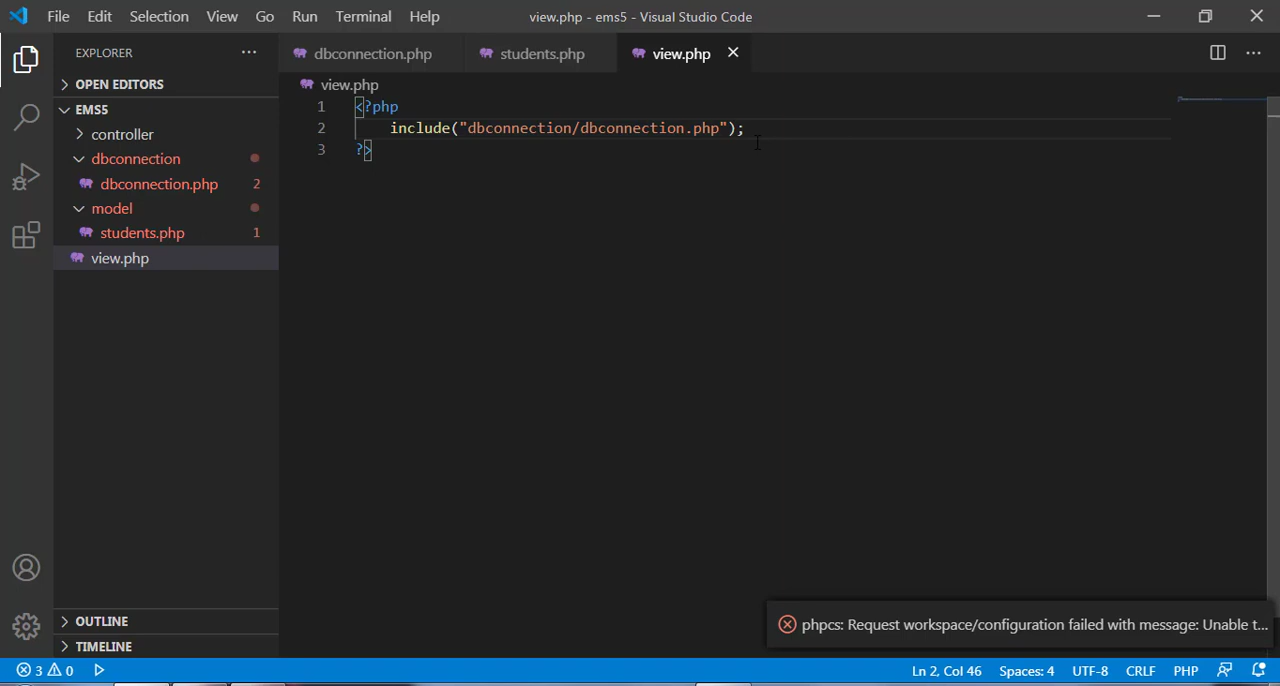 File Edit Selection View Go Run Terminal Help view.php - ems5 - Visual Studio Code
EXPLORER ... dbconnection.php students.php view.php ...
OPEN EDITORS
view.php
EMS5
controller
dbconnection
dbconnection.php 2
model
students.php 1
view.php
1 <?php
2 include("dbconnection/dbconnection.php");
3 ?>
OUTLINE
TIMELINE
phpcs: Request workspace/configuration failed with message: Unable t...
3 0 Ln 2, Col 46 Spaces: 4 UTF-8 CRLF PHP